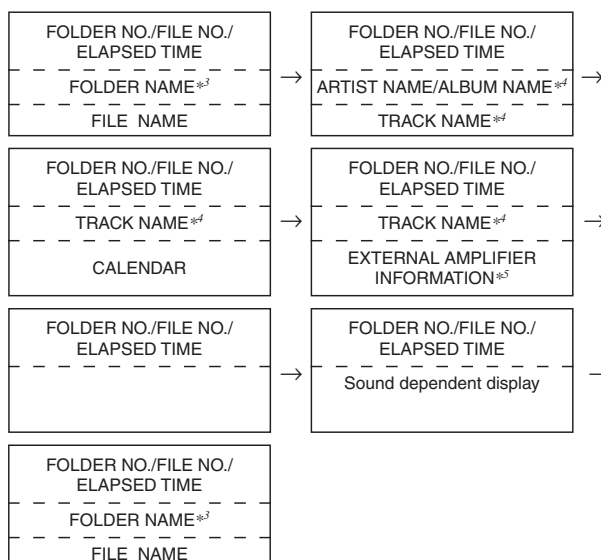 FOLDER NO./FILE NO./
ELAPSED TIME
FOLDER NAME*3
FILE NAME
→
FOLDER NO./FILE NO./
ELAPSED TIME
ARTIST NAME/ALBUM NAME*4
TRACK NAME*4
→
FOLDER NO./FILE NO./
ELAPSED TIME
TRACK NAME*4
CALENDAR
→
FOLDER NO./FILE NO./
ELAPSED TIME
TRACK NAME*4
EXTERNAL AMPLIFIER
INFORMATION*5
→
FOLDER NO./FILE NO./
ELAPSED TIME
→
FOLDER NO./FILE NO./
ELAPSED TIME
Sound dependent display
→
FOLDER NO./FILE NO./
ELAPSED TIME
FOLDER NAME*3
FILE NAME